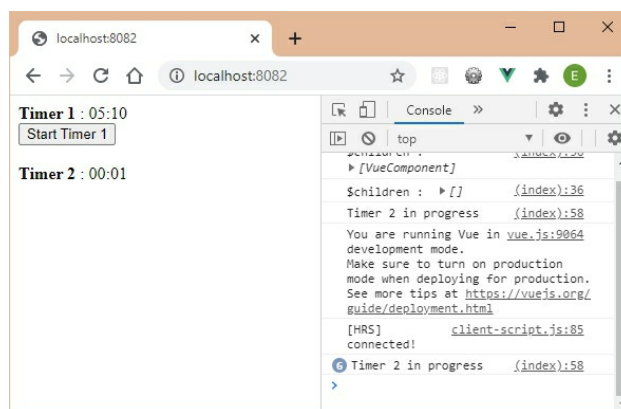 localhost:8082
localhost:8082
E
Timer 1 : 05:10
Start Timer 1
Timer 2 : 00:01
Console
top
$children : (index):36
[VueComponent]
$children : [] (index):36
Timer 2 in progress (index):58
You are running Vue in vue.js:9064
development mode.
Make sure to turn on production
mode when deploying for production.
See more tips at https://vuejs.org/
guide/deployment.html
[HRS] client-script.js:85
connected!
6 Timer 2 in progress (index):58